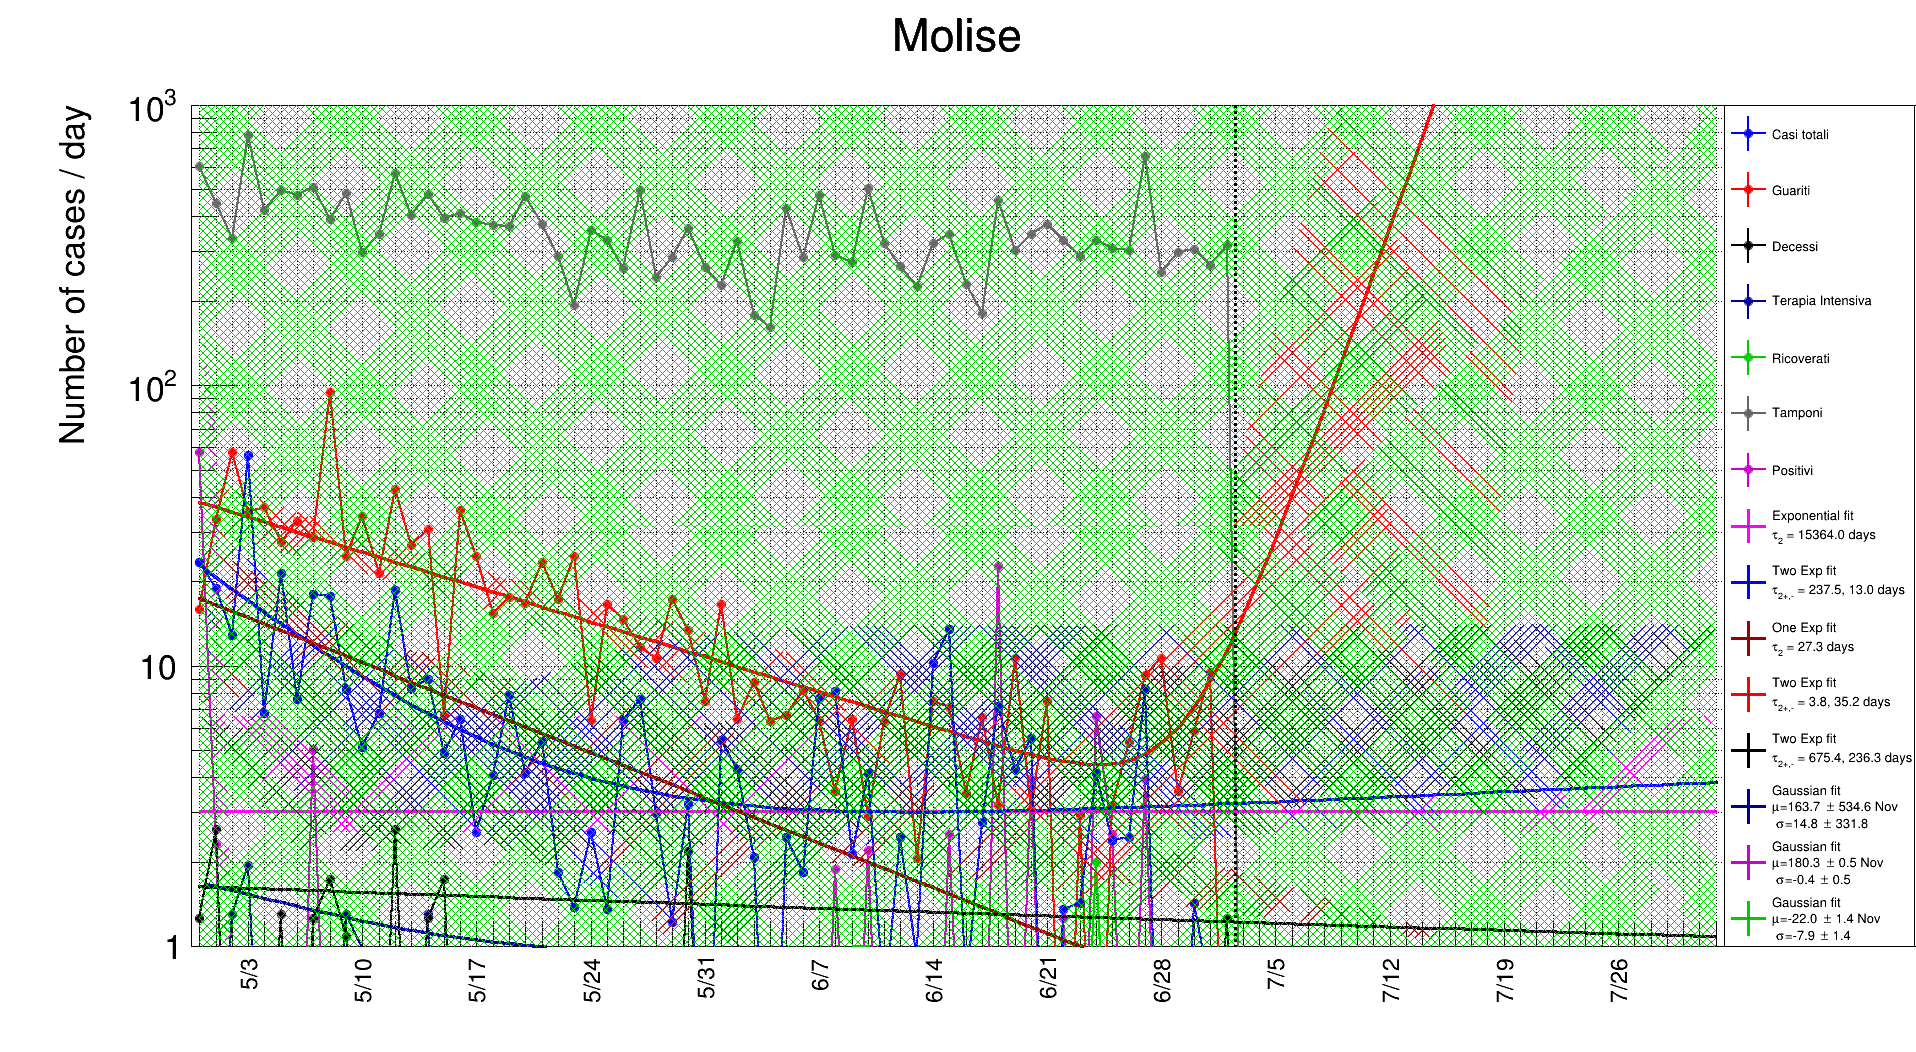 Molise
Number of cases / day
10³
10²
10
1
5/3
5/10
5/17
5/24
5/31
6/7
6/14
6/21
6/28
7/5
7/12
7/19
7/26
Casi totali
Guariti
Decessi
Terapia Intensiva
Ricoverati
Tamponi
Positivi
Exponential fit
τ₂ = 15364.0 days
Two Exp fit
τ₂₊,₋ = 237.5, 13.0 days
One Exp fit
τ₂ = 27.3 days
Two Exp fit
τ₂₊,₋ = 3.8, 35.2 days
Two Exp fit
τ₂₊,₋ = 675.4, 236.3 days
Gaussian fit
μ=163.7 ± 534.6 Nov
σ=14.8 ± 331.8
Gaussian fit
μ=180.3 ± 0.5 Nov
σ=-0.4 ± 0.5
Gaussian fit
μ=-22.0 ± 1.4 Nov
σ=-7.9 ± 1.4